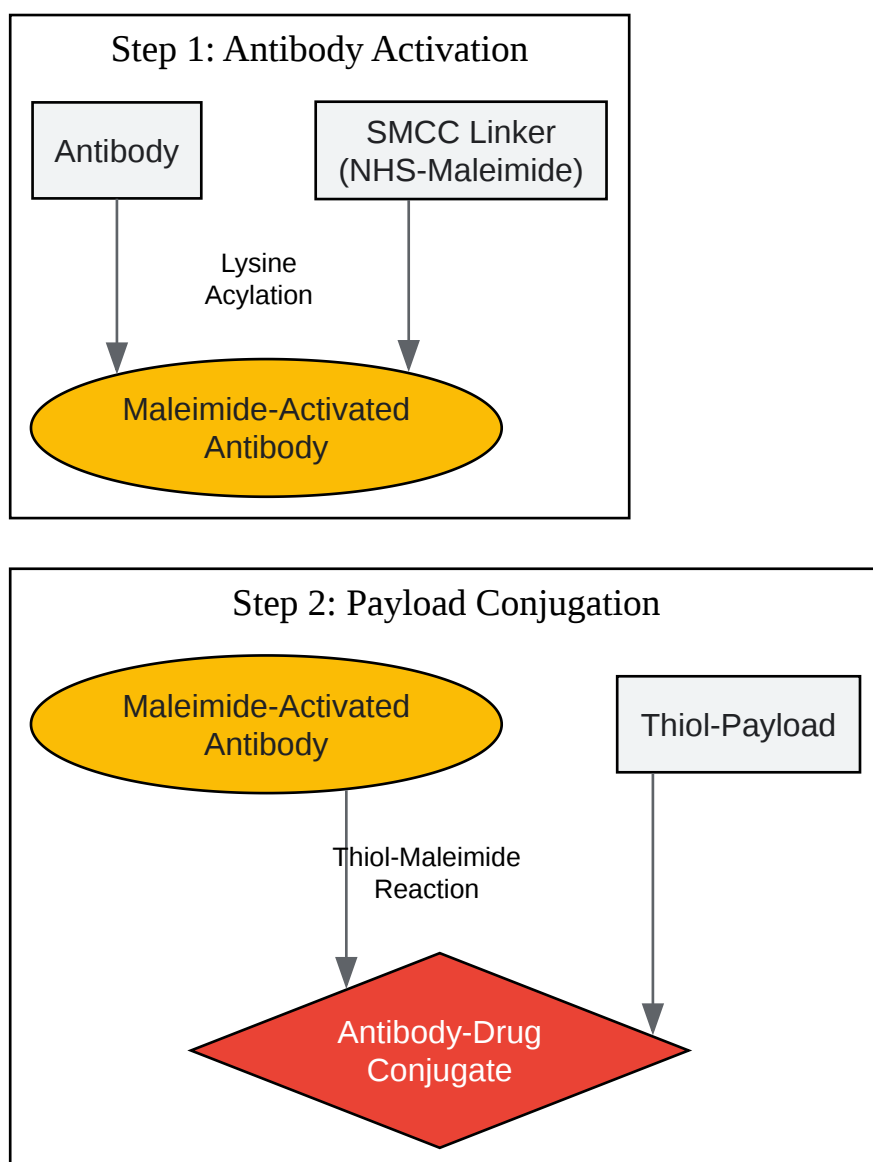 Step 1: Antibody Activation
Antibody
SMCC Linker
(NHS-Maleimide)
Lysine
Acylation
Maleimide-Activated
Antibody
Step 2: Payload Conjugation
Maleimide-Activated
Antibody
Thiol-Payload
Thiol-Maleimide
Reaction
Antibody-Drug
Conjugate